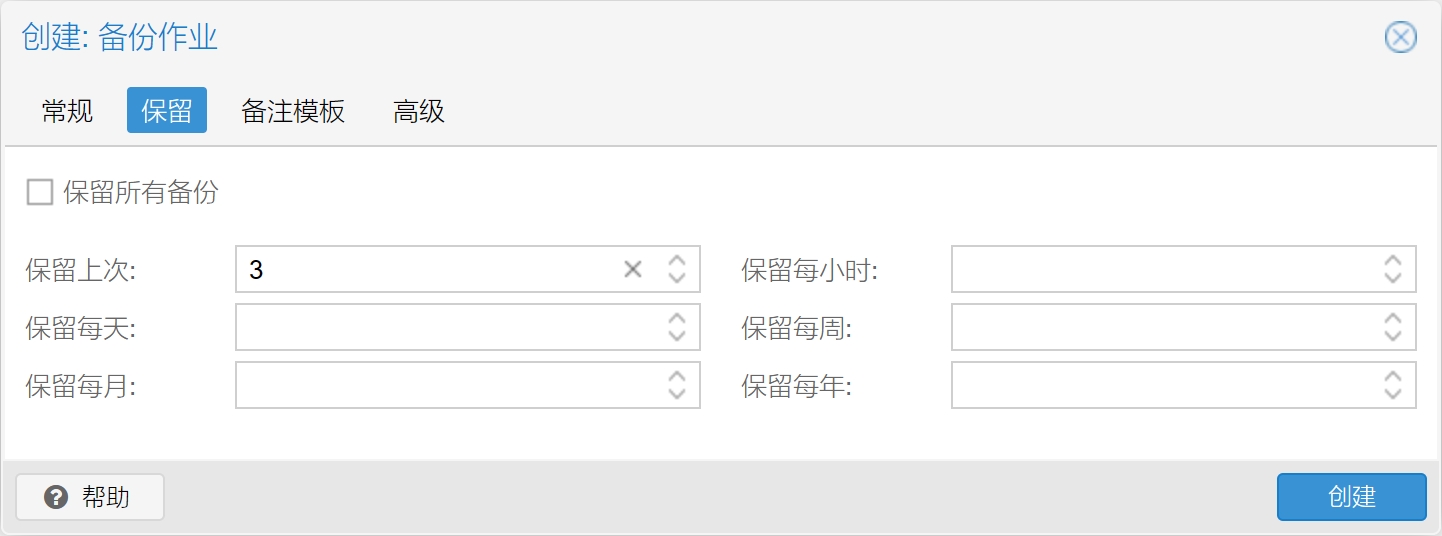 创建: 备份作业
常规 保留 备注模板 高级
保留所有备份
保留上次: 3 保留每小时:
保留每天: 保留每周:
保留每月: 保留每年:
帮助 创建